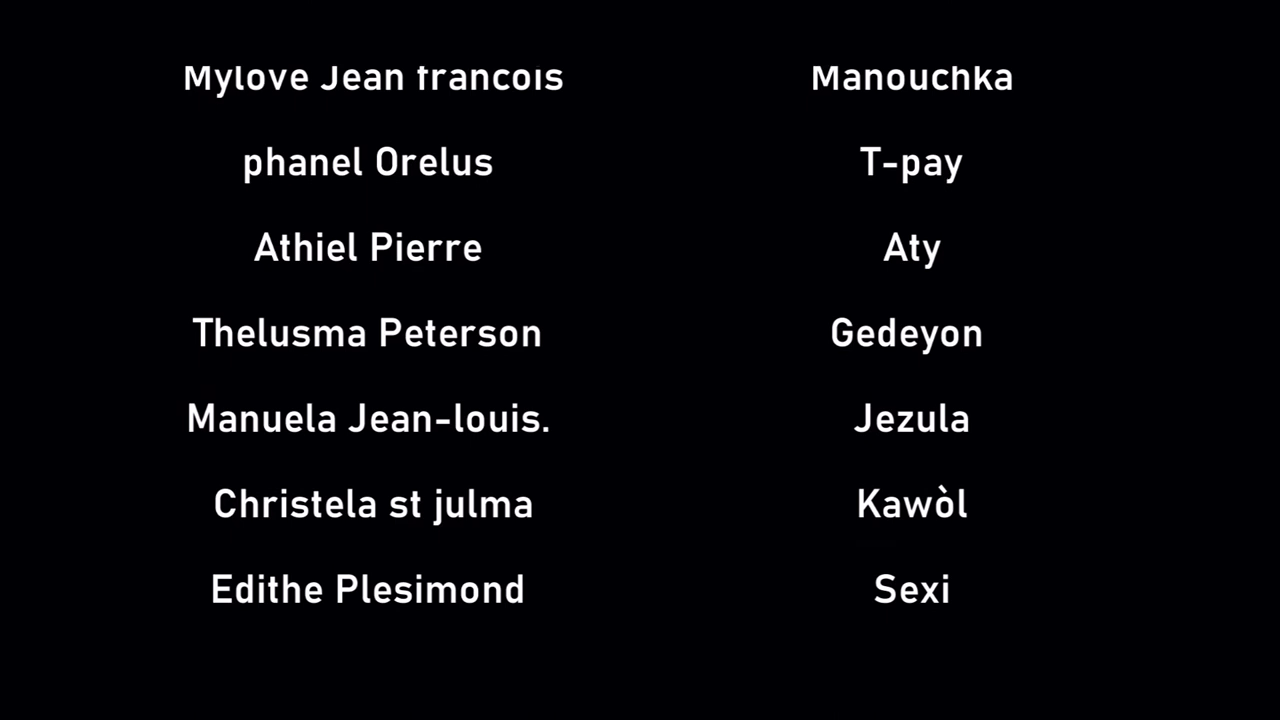 Mylove Jean francois Manouchka
phanel Orelus T-pay
Athiel Pierre Aty
Thelusma Peterson Gedeyon
Manuela Jean-louis. Jezula
Christela st julma Kawòl
Edithe Plesimond Sexi